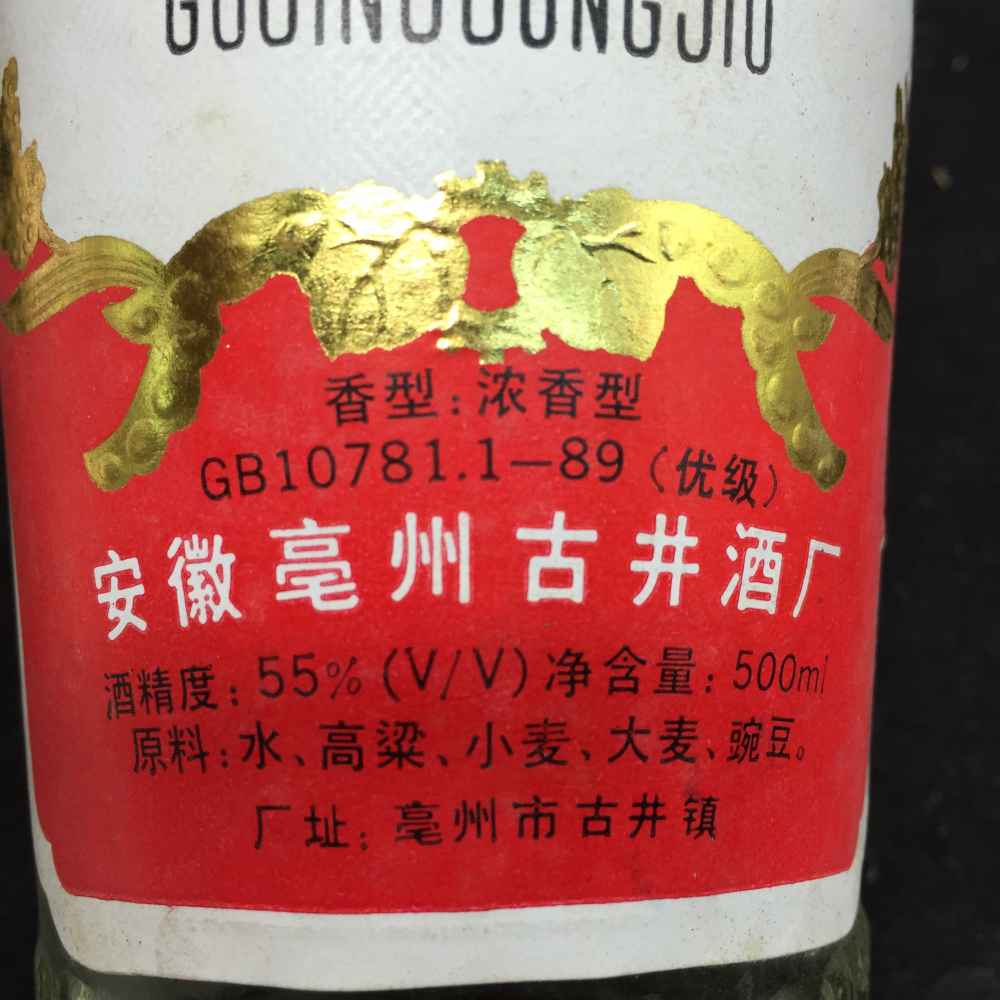 GUJINGGONGJIU
香型：浓香型
GB10781.1—89（优级）
安徽亳州古井酒厂
酒精度：55%(V/V)净含量：500ml
原料：水、高粱、小麦、大麦、豌豆。
厂址：亳州市古井镇